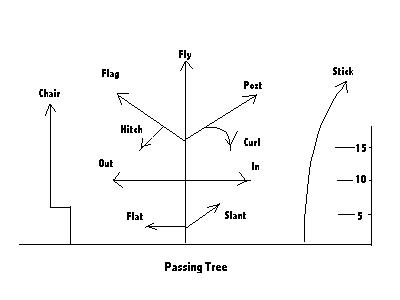 Fly
Flag
Post
Stick
Chair
Hitch
Curl
15
Out
In
10
Flat
Slant
5
Passing Tree